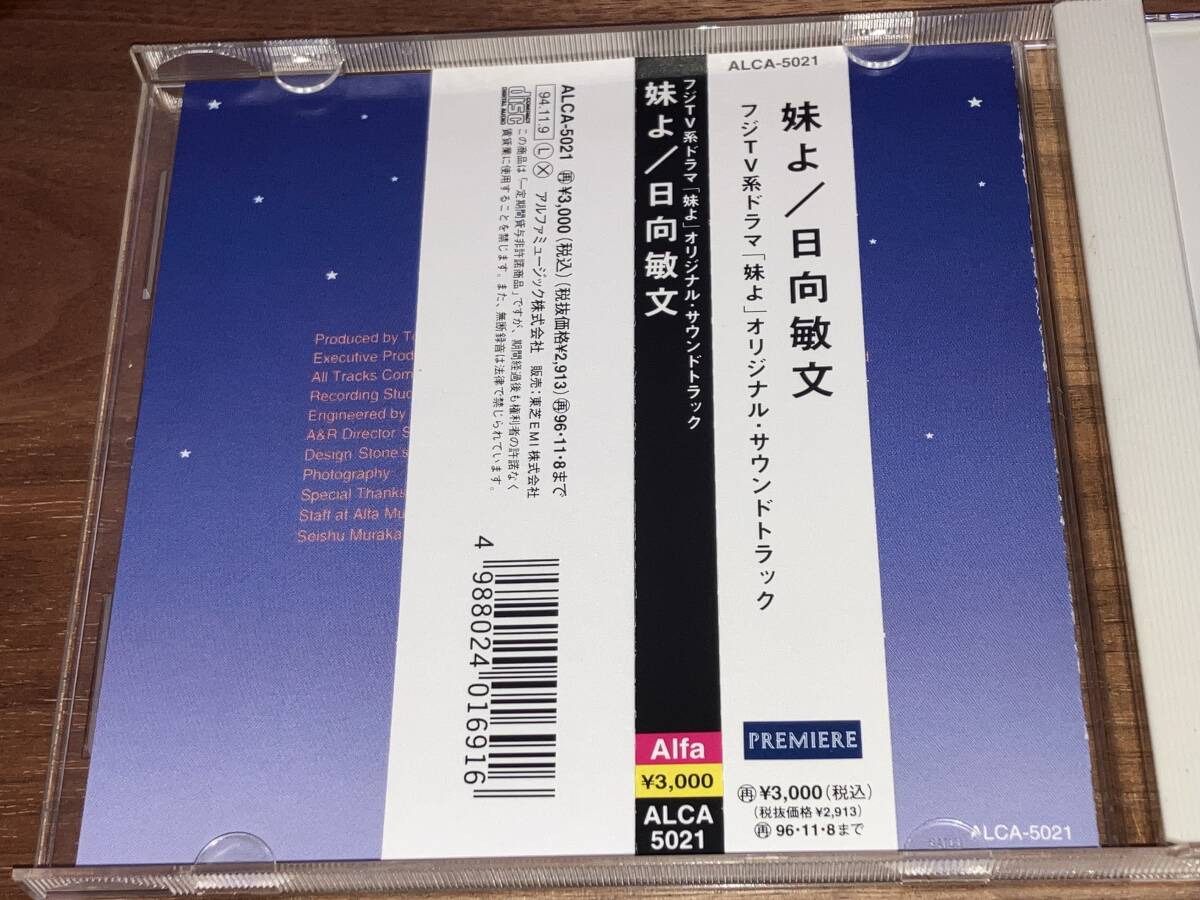 Produced by
Executive Prod
All Tracks Com
Recording Stud
Engineered by
A&R Director S
Design Stone's
Photography
Special Thanks
Staff at Alfa Mu
Seishu Muraka
ALCA-5021 再 ¥3,000(税込)(税抜価格¥2,913) 再96・11・8まで
94.11.9 L X アルファミュージック株式会社 販売:東芝EMI株式会社
COMPACT disc DIGITAL AUDIO
この商品は「一定期間貸与非許諾商品」ですが、期間経過後も権利者の許諾なく
賃貸業に使用することを禁じます。また、無断録音は法律で禁じられています。
4 988024 016916
フジTV系ドラマ「妹よ」オリジナル・サウンドトラック
妹よ/日向敏文
Alfa
¥3,000
ALCA
5021
ALCA-5021
妹よ/日向敏文
フジTV系ドラマ「妹よ」オリジナル・サウンドトラック
PREMIERE
再 ¥3,000(税込)
(税抜価格¥2,913)
再 96・11・8まで
ALCA-5021